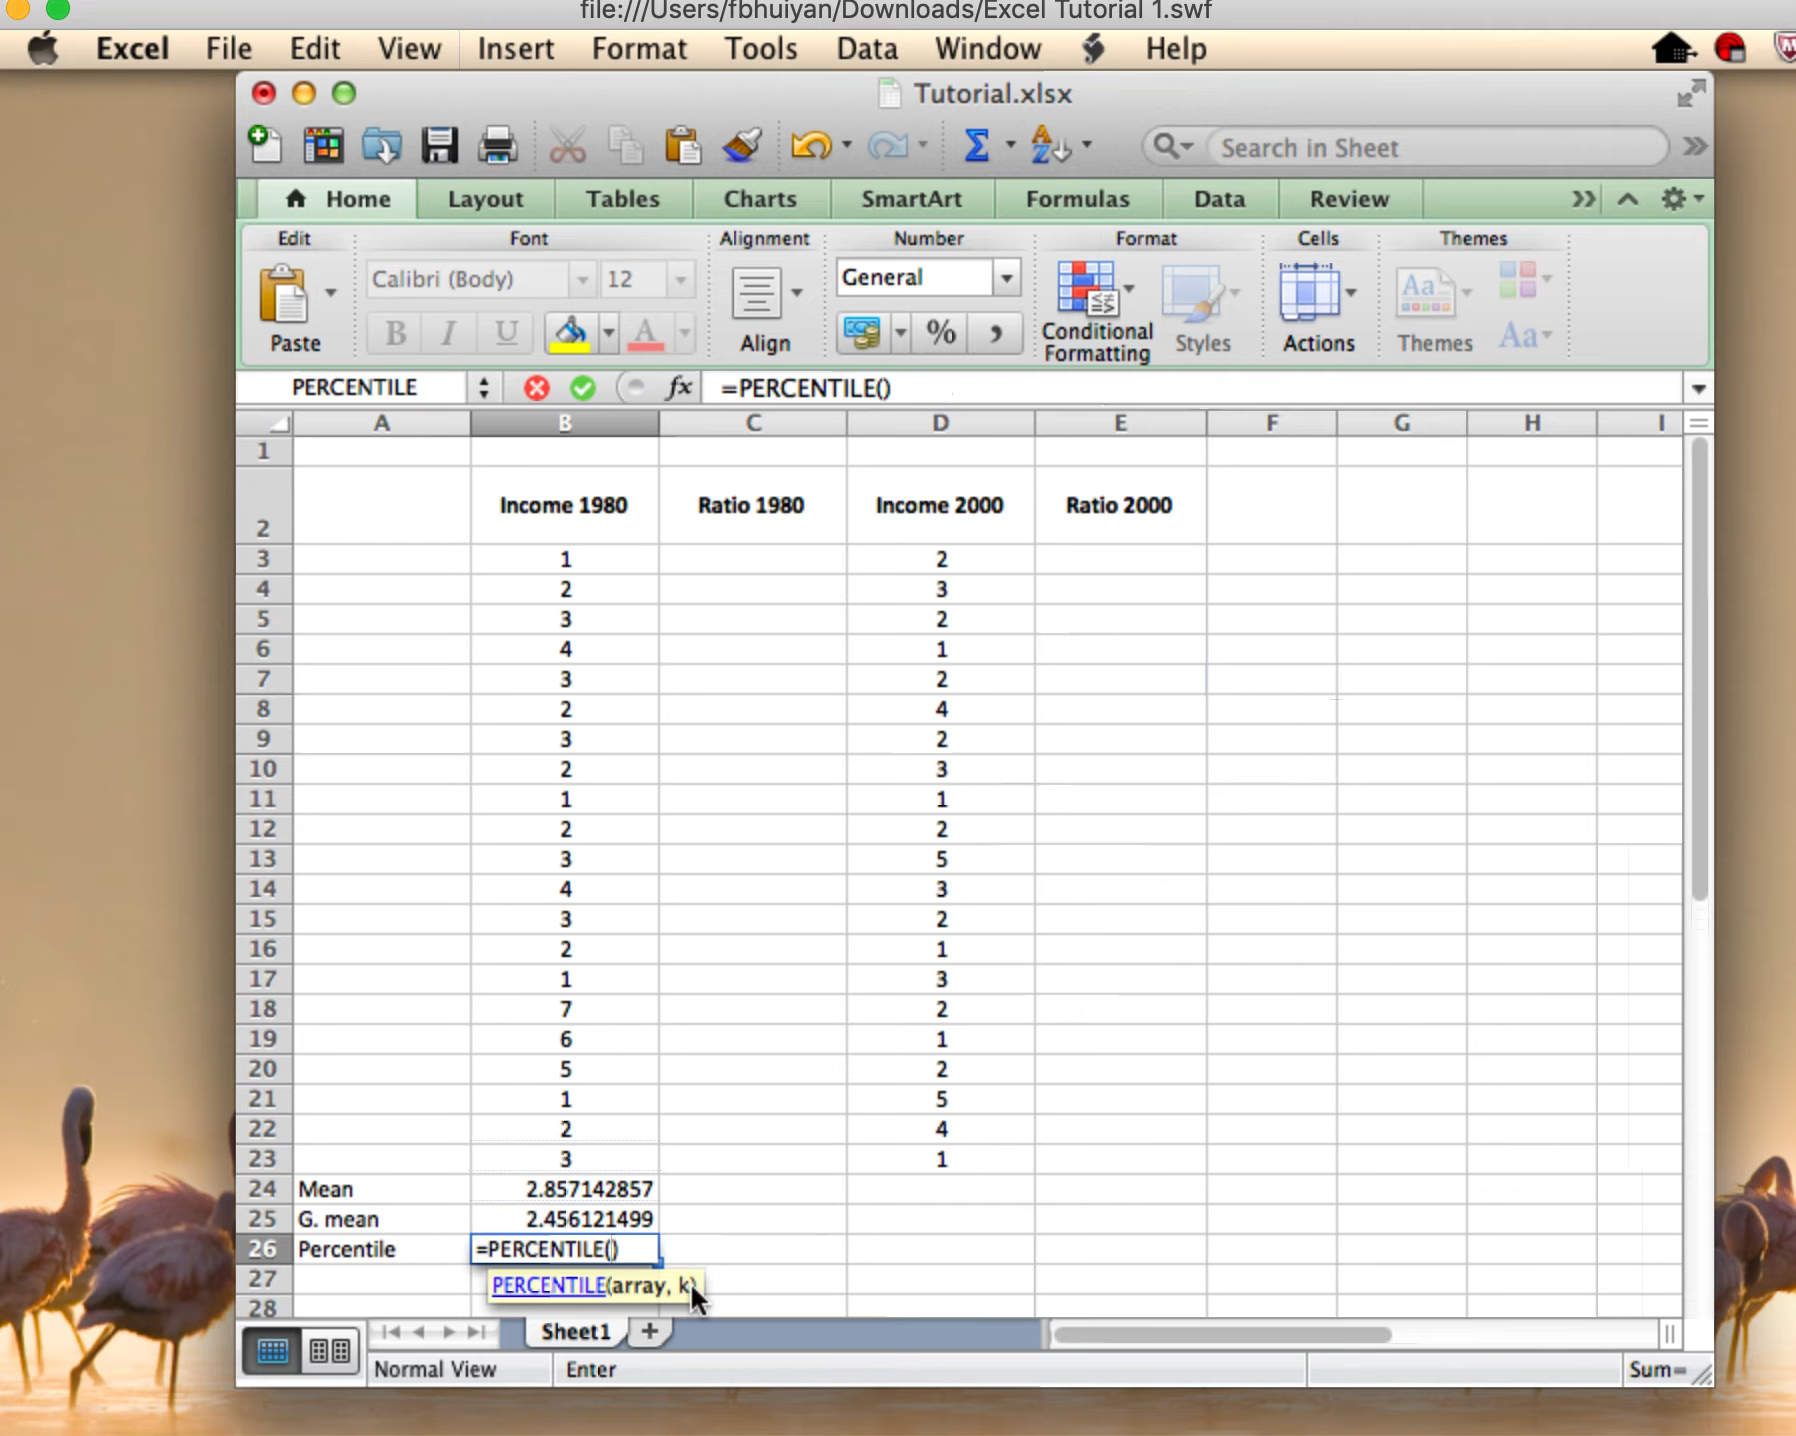 file:///Users/fbhuiyan/Downloads/Excel Tutorial 1.swf
Excel File Edit View Insert Format Tools Data Window Help
Tutorial.xlsx
Search in Sheet
Home Layout Tables Charts SmartArt Formulas Data Review
Edit Font Alignment Number Format Cells Themes
Calibri (Body) 12 General
Paste B I U A Align % , Conditional Formatting Styles Actions Aa Themes Aa
PERCENTILE fx =PERCENTILE()
A B C D E F G H I
1
2 Income 1980 Ratio 1980 Income 2000 Ratio 2000
3 1 2
4 2 3
5 3 2
6 4 1
7 3 2
8 2 4
9 3 2
10 2 3
11 1 1
12 2 2
13 3 5
14 4 3
15 3 2
16 2 1
17 1 3
18 7 2
19 6 1
20 5 2
21 1 5
22 2 4
23 3 1
24 Mean 2.857142857
25 G. mean 2.456121499
26 Percentile =PERCENTILE()
27 PERCENTILE(array, k)
28
Sheet1 +
Normal View Enter Sum=